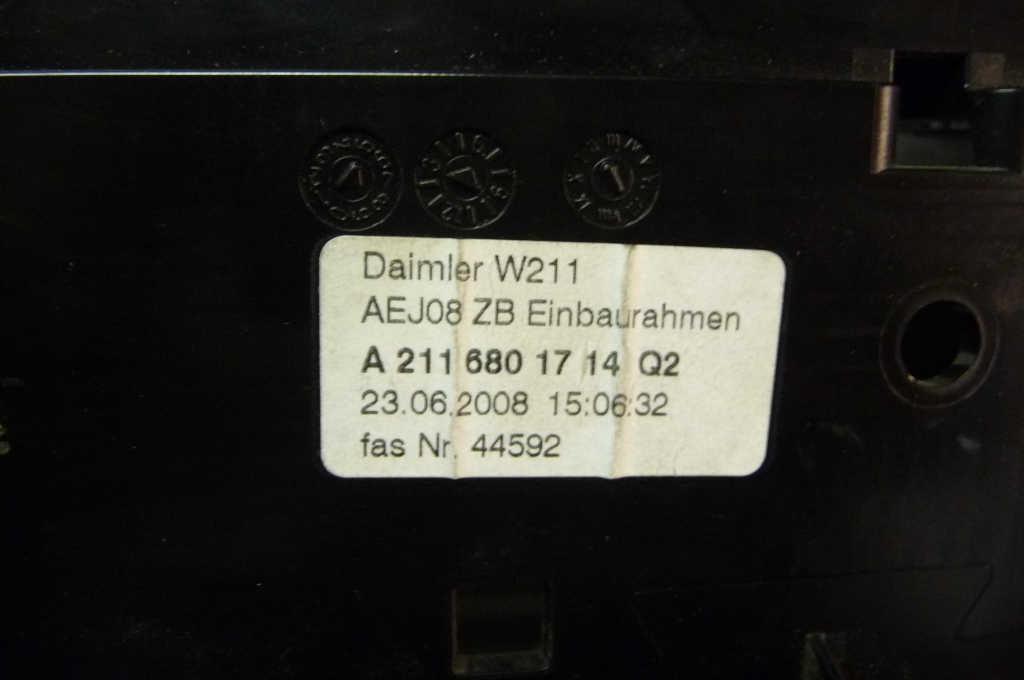 Daimler W211
AEJ08 ZB Einbaurahmen
A 211 680 17 14 Q2
23.06.2008 15:06:32
fas Nr. 44592